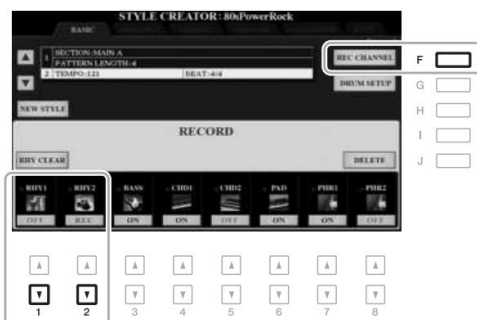 STYLE CREATOR: 80sPowerRock
BASIC
1 SECTION:MAIN A
PATTERN LENGTH:4
REC CHANNEL
F
2 TEMPO:121 BEAT:4/4
DRUM SETUP
G
NEW STYLE
H
RECORD
I
RHY CLEAR
DELETE
J
RHY1 RHY2 BASS CHD1 CHD2 PAD PHR1 PHR2
OFF REC ON ON OFF ON ON OFF
1 2 3 4 5 6 7 8